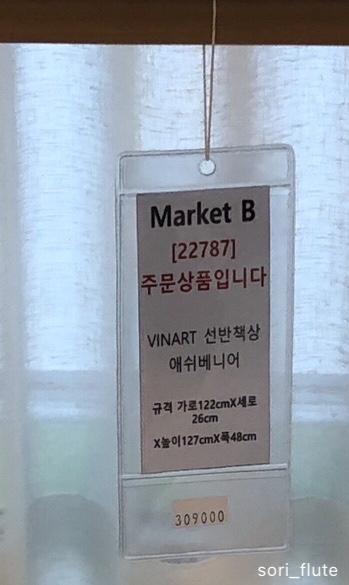 Market B
[22787]
주문상품입니다
VINART 선반책상
애쉬베니어
규격 가로122cmX세로
26cm
X높이127cmX폭48cm
309000
sori_flute